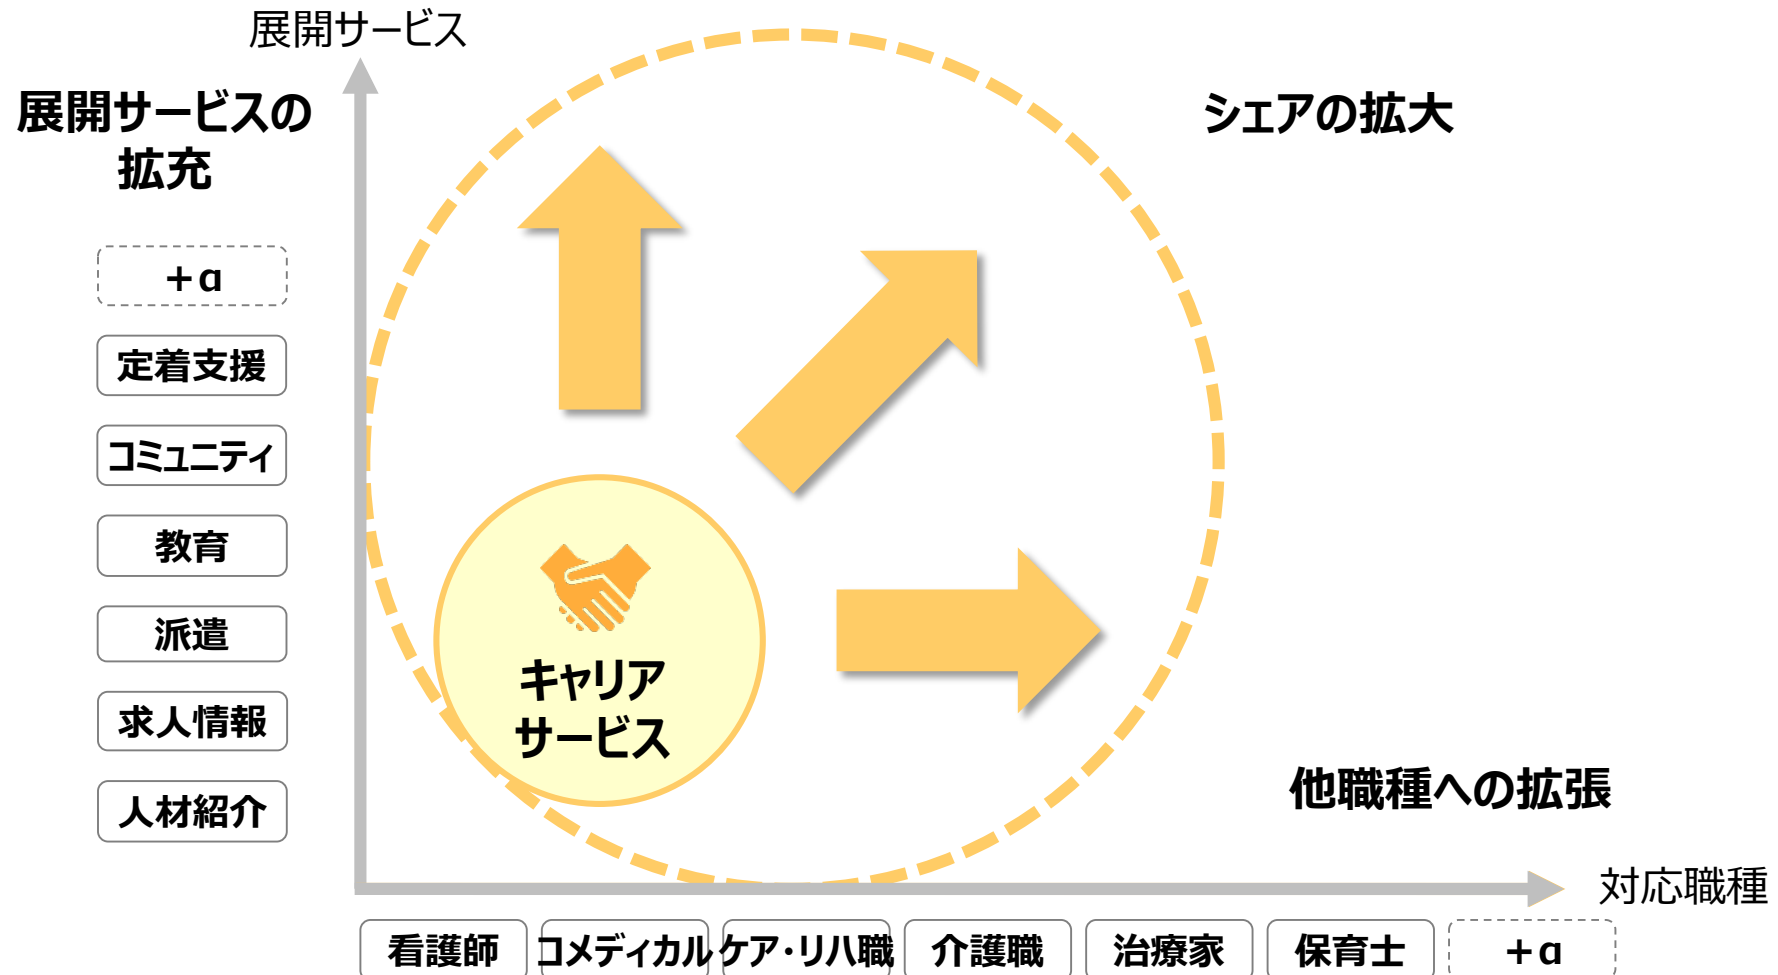 展開サービス
展開サービスの
拡充
シェアの拡大
+α
定着支援
コミュニティ
教育
派遣
求人情報
人材紹介
キャリア
サービス
他職種への拡張
対応職種
看護師
コメディカル
ケア・リハ職
介護職
治療家
保育士
+α